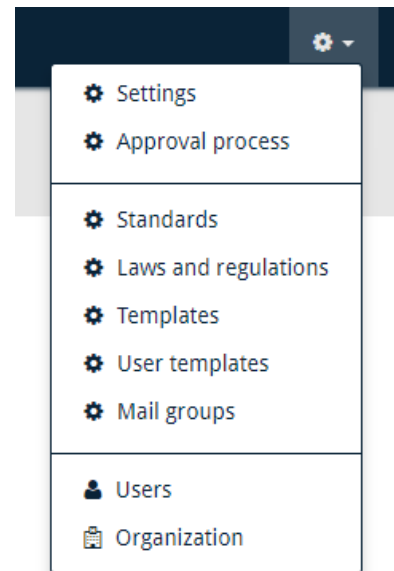 Settings
Approval process
Standards
Laws and regulations
Templates
User templates
Mail groups
Users
Organization